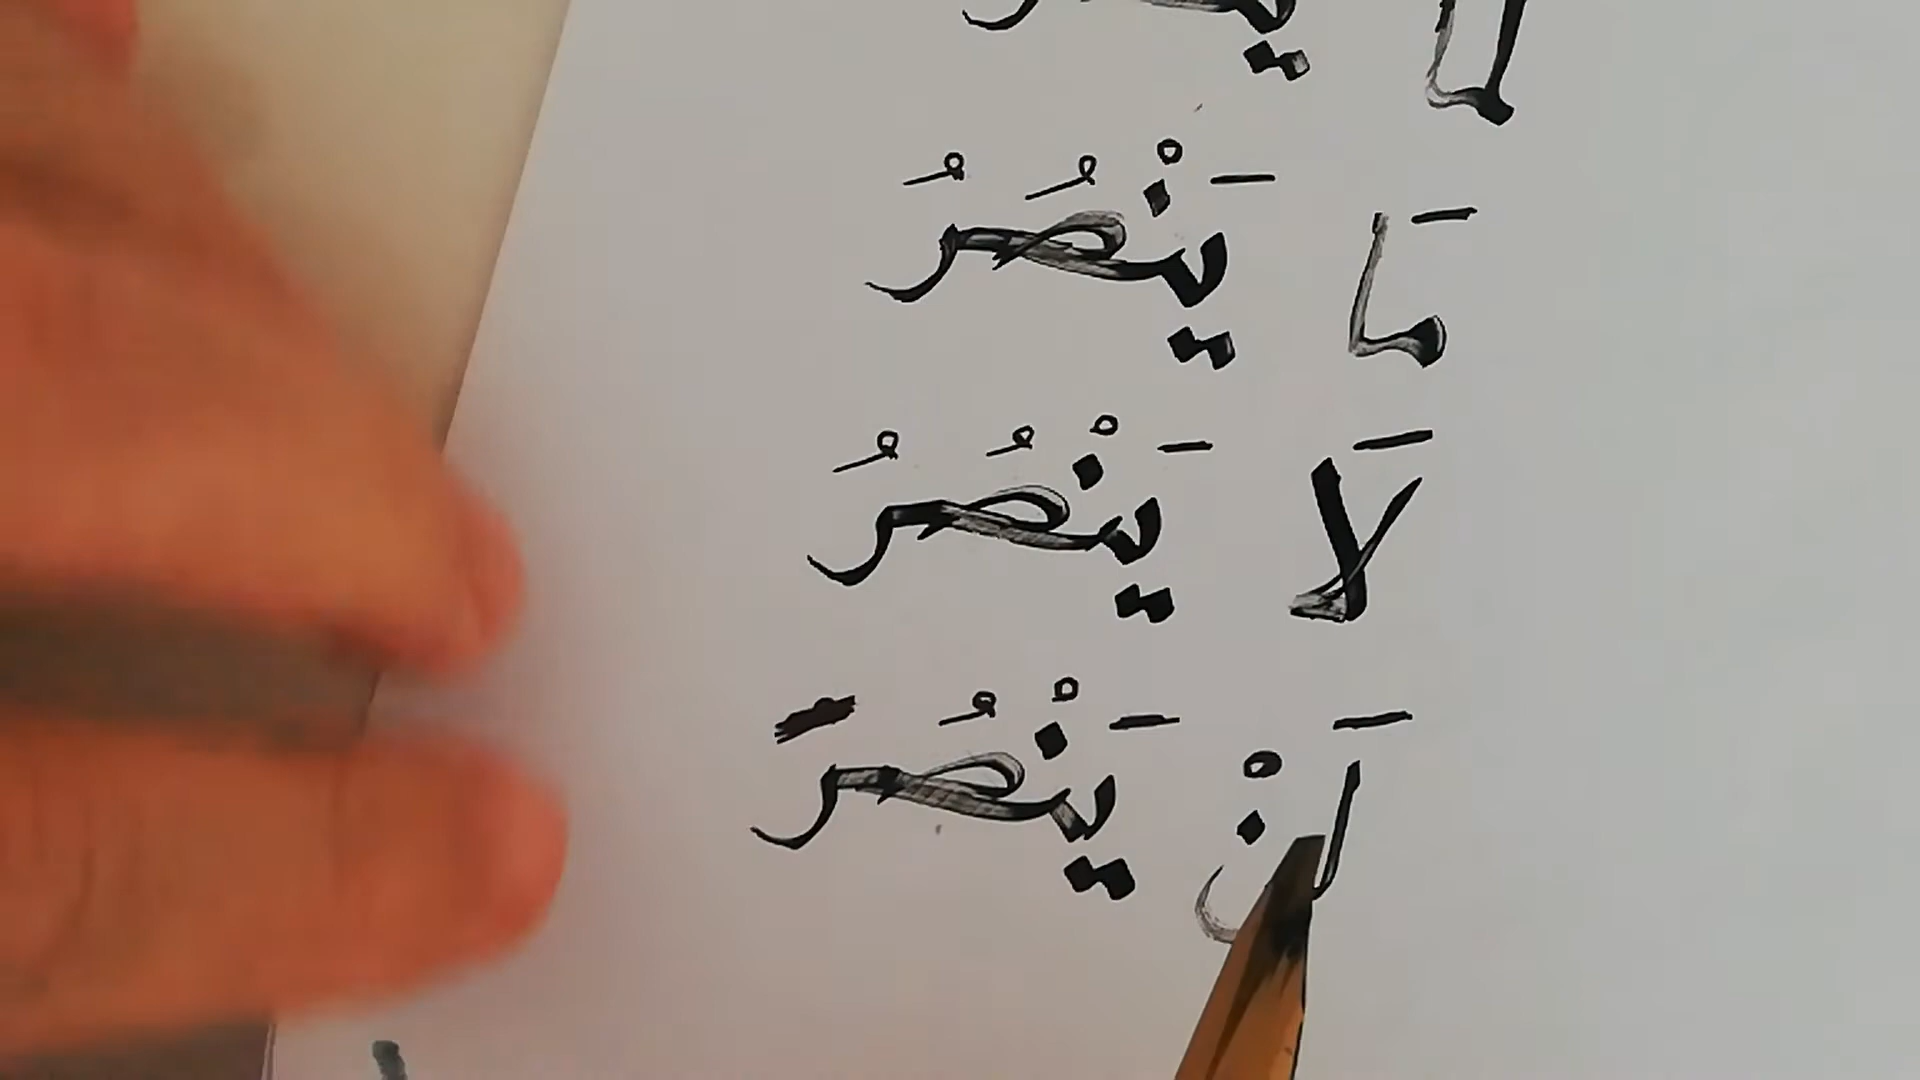 مَا يَنْصُرُ
لَا يَنْصُرُ
لَنْ يَنْصُرَ